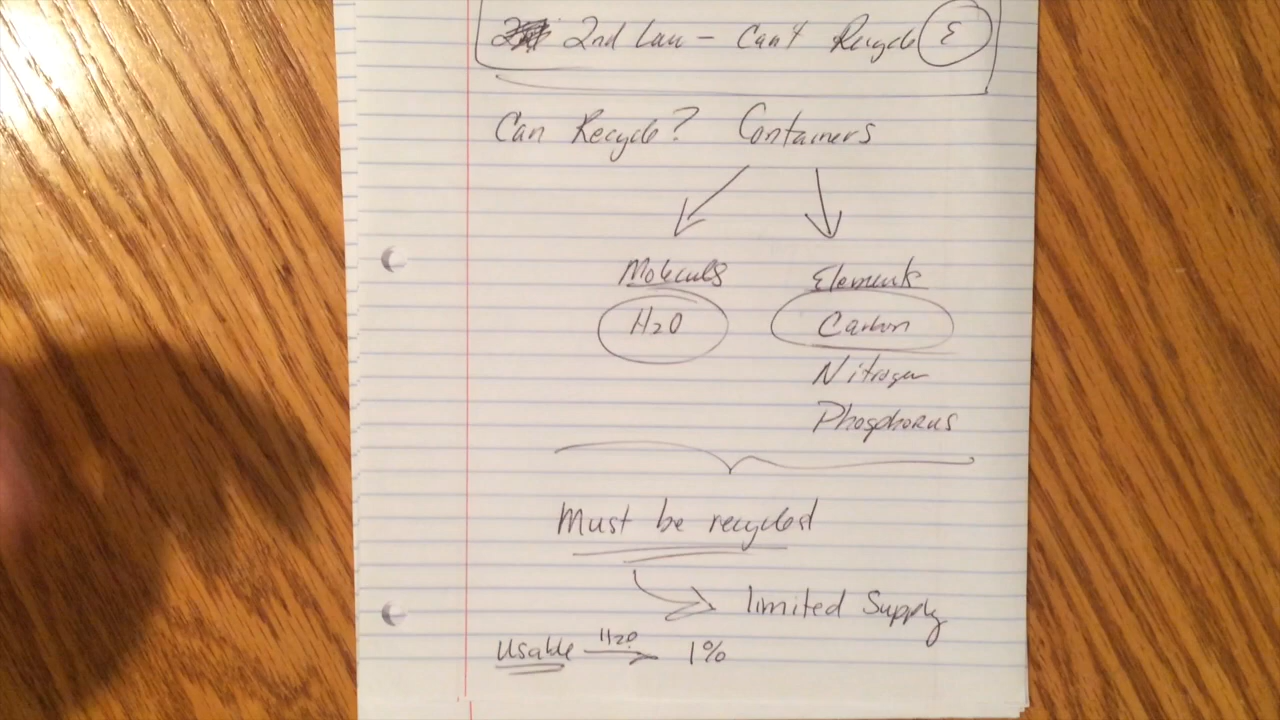 2nd Law - Can't Recycle E
Can Recycle? Containers
Molecules Elements
H2O Carbon
Nitrogen
Phosphorus
Must be recycled
limited Supply
Usable H2O 1%